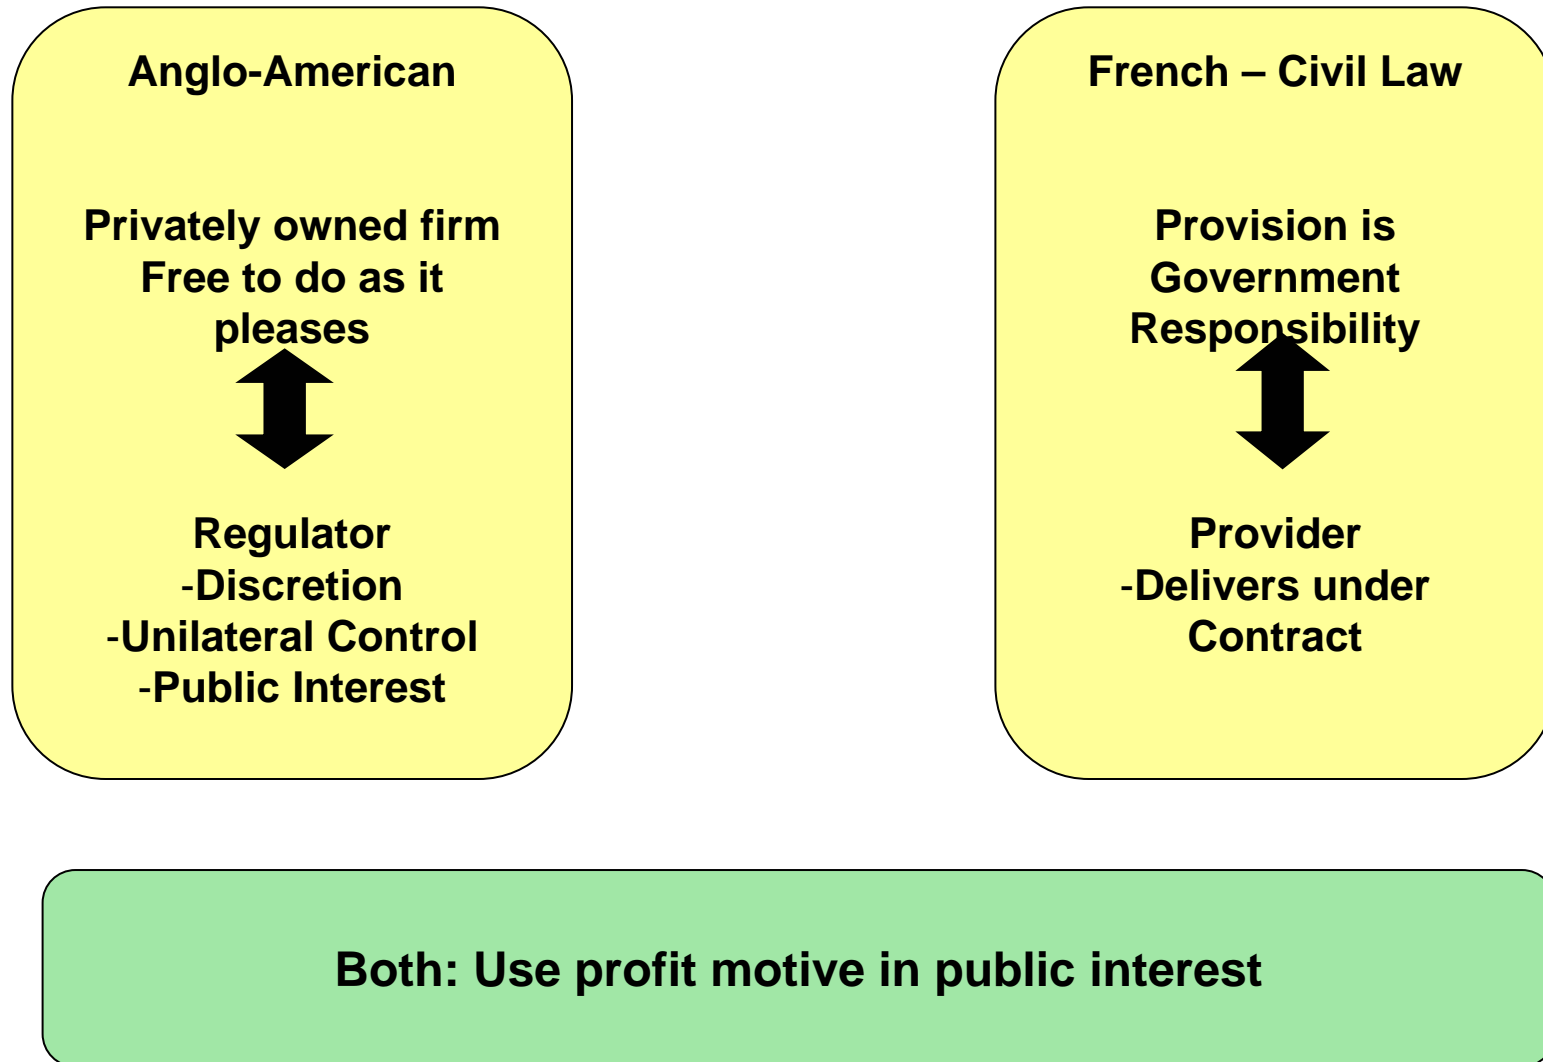 Anglo-American
Privately owned firm
Free to do as it
pleases
Regulator
-Discretion
-Unilateral Control
-Public Interest
French – Civil Law
Provision is
Government
Responsibility
Provider
-Delivers under
Contract
Both: Use profit motive in public interest